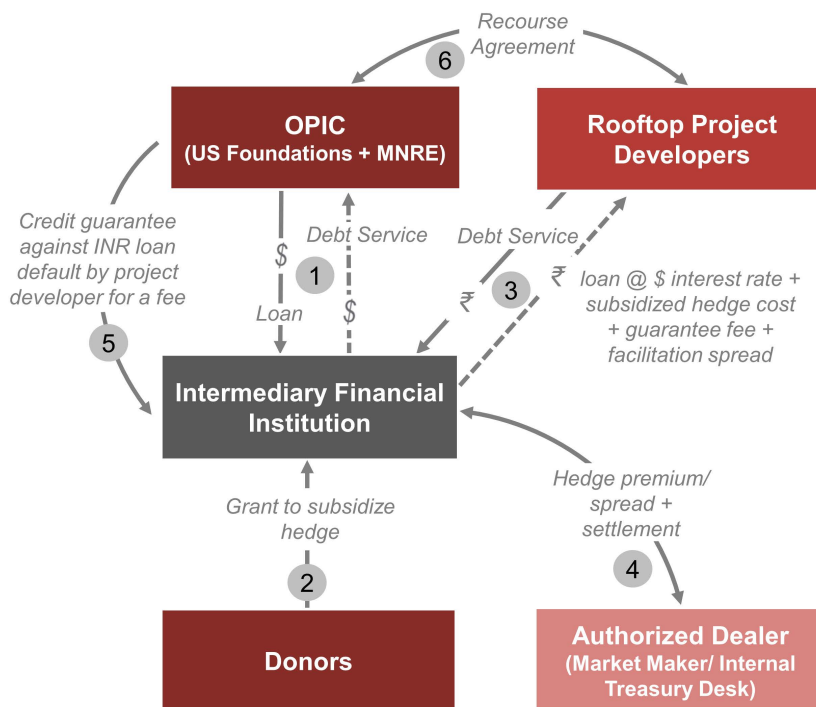 Recourse
Agreement
6
OPIC
(US Foundations + MNRE)
Rooftop Project
Developers
Credit guarantee
against INR loan
default by project
developer for a fee
5
$
Loan
1
Debt Service
$
Debt Service
₹
3
₹
loan @ $ interest rate +
subsidized hedge cost
+ guarantee fee +
facilitation spread
Intermediary Financial
Institution
Grant to subsidize
hedge
2
Hedge premium/
spread +
settlement
4
Donors
Authorized Dealer
(Market Maker/ Internal
Treasury Desk)